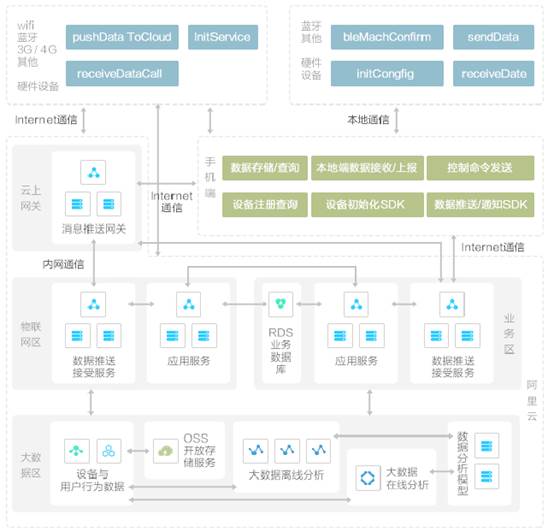 wifi
蓝牙
3G / 4G
其他
硬件设备
pushData ToCloud
InitService
receiveDataCall
蓝牙
其他
硬件
设备
bleMachConfirm
sendData
initCongfig
receiveDate
Internet通信
本地通信
云上
网关
消息推送网关
Internet
通信
手机端
数据存储/查询
本地端数据接收/上报
控制命令发送
设备注册查询
设备初始化SDK
数据推送/通知SDK
内网通信
Internet通信
物联
网区
数据推送
接受服务
应用服务
RDS
业务
数据
库
应用服务
数据推送
接受服务
业务区
阿里云
大数
据区
设备与
用户行为数据
OSS
开放存
储服务
大数据离线分析
大数据
在线分析
数据分析模型